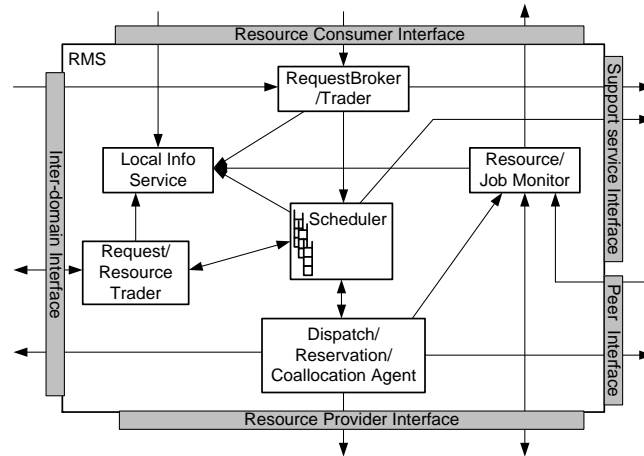 Resource Consumer Interface
RMS
RequestBroker
/Trader
Support service Interface
Inter-domain Interface
Local Info
Service
Resource/
Job Monitor
Scheduler
Request/
Resource
Trader
Peer Interface
Dispatch/
Reservation/
Coallocation Agent
Resource Provider Interface